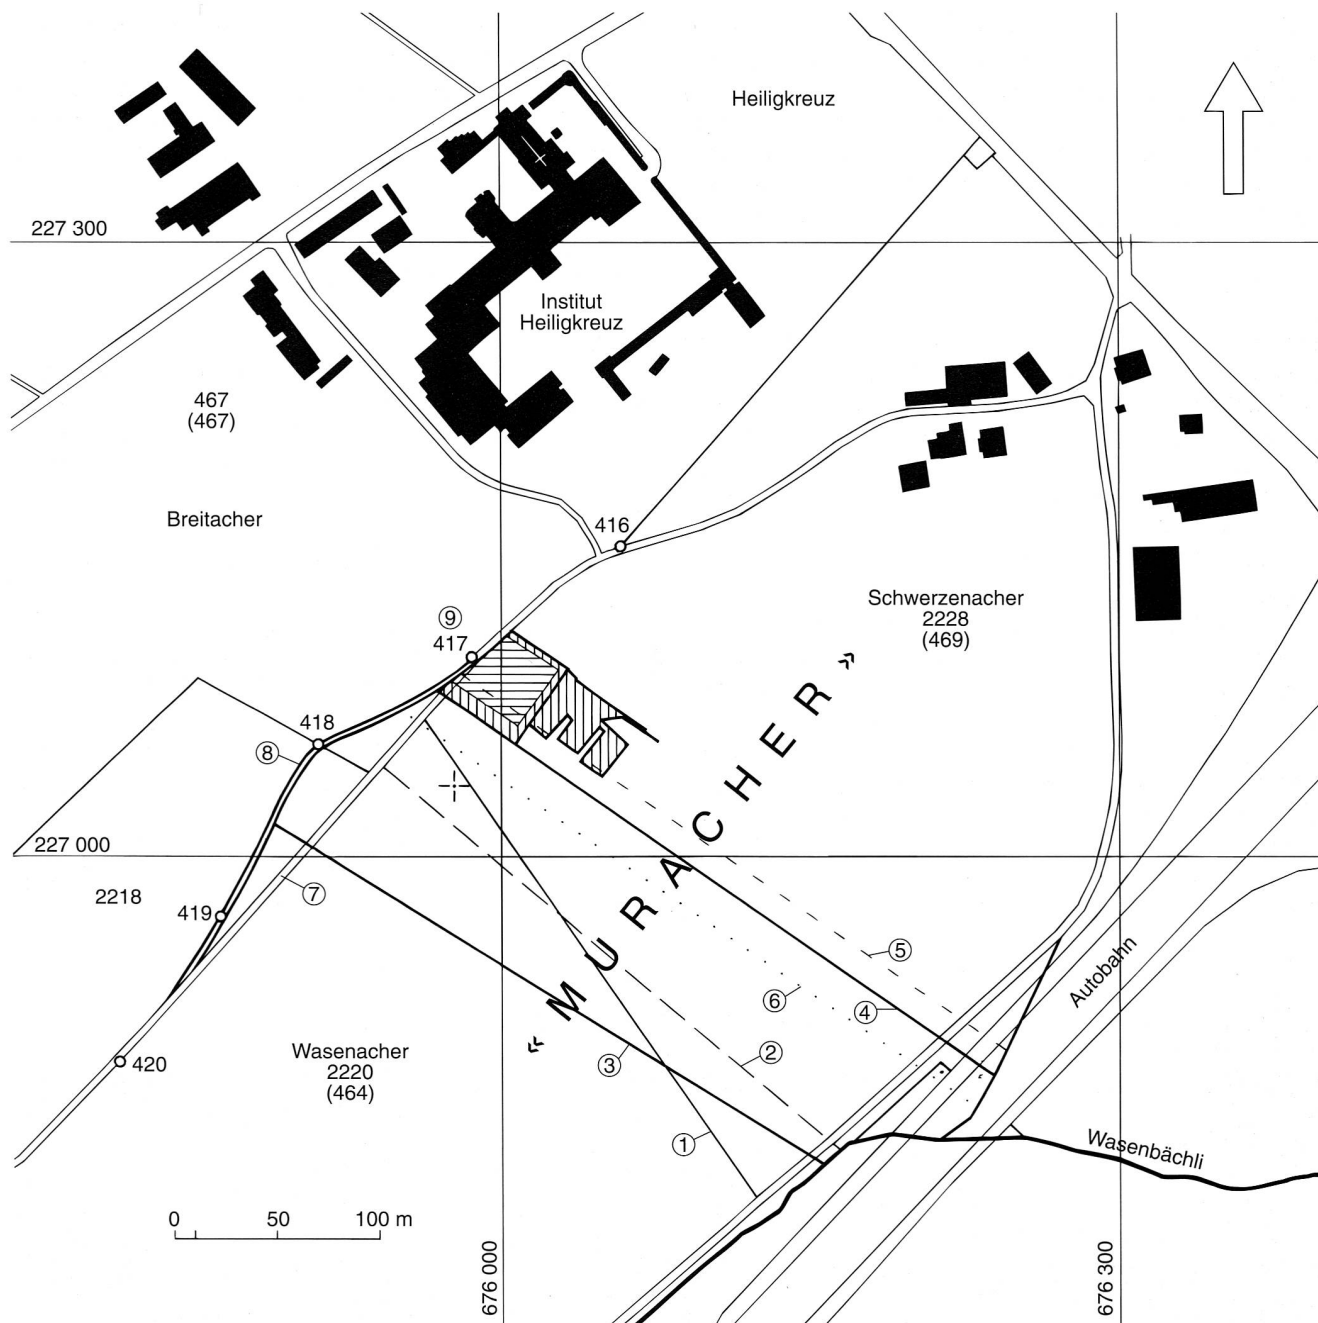 Heiligkreuz
227 300
Institut
Heiligkreuz
467
(467)
Breitacher
416
Schwerzenacher
2228
(469)
⑨
417
418
⑧
« MURACHER »
227 000
⑦
2218
419
⑤
⑥
④
Autobahn
Wasenacher
2220
(464)
420
②
③
①
Wasenbächli
0 50 100 m
676 000
676 300